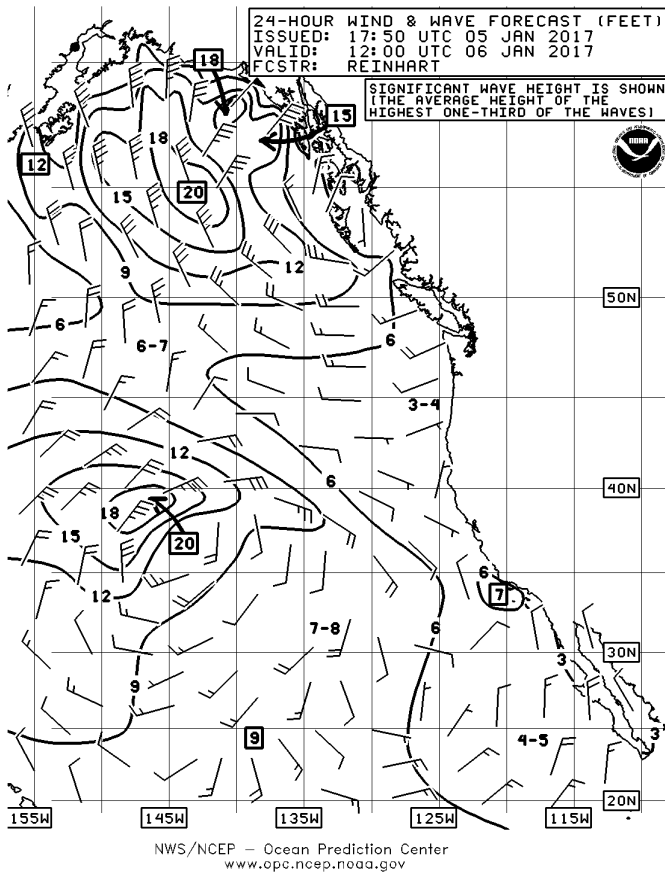 24-HOUR WIND & WAVE FORECAST (FEET)
ISSUED: 17:50 UTC 05 JAN 2017
VALID: 12:00 UTC 06 JAN 2017
FCSTR: REINHART
SIGNIFICANT WAVE HEIGHT IS SHOWN
(THE AVERAGE HEIGHT OF THE
HIGHEST ONE-THIRD OF THE WAVES)
NOAA
18
15
18
12
20
15
9
12
50N
6
6-7
6
3-4
12
6
40N
18
15
20
6
12
7
7-8
6
3
30N
9
9
4-5
3
20N
155W
145W
135W
125W
115W
NWS/NCEP – Ocean Prediction Center
www.opc.ncep.noaa.gov